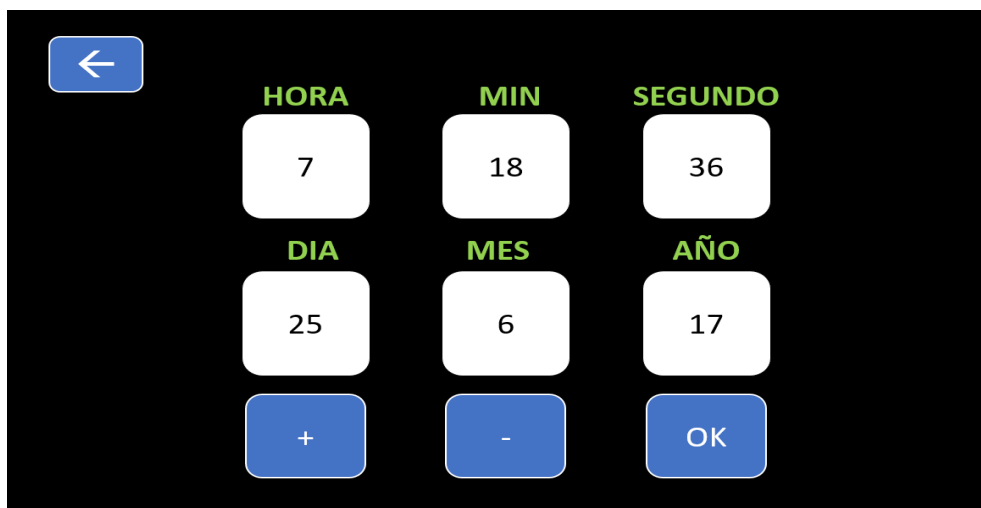 ←
HORA MIN SEGUNDO
7 18 36
DIA MES AÑO
25 6 17
+ - OK